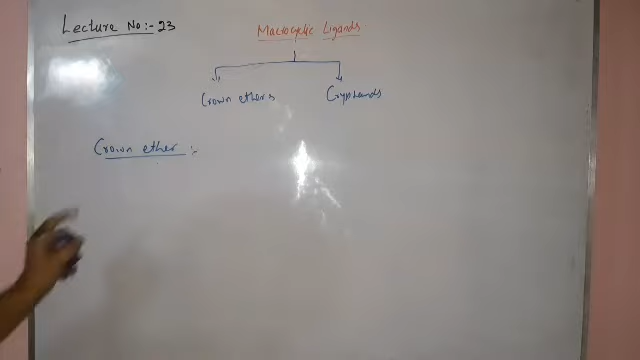 Lecture No:- 23
Macrocyclic Ligands
Crown ethers
Cryptands
Crown ether :-